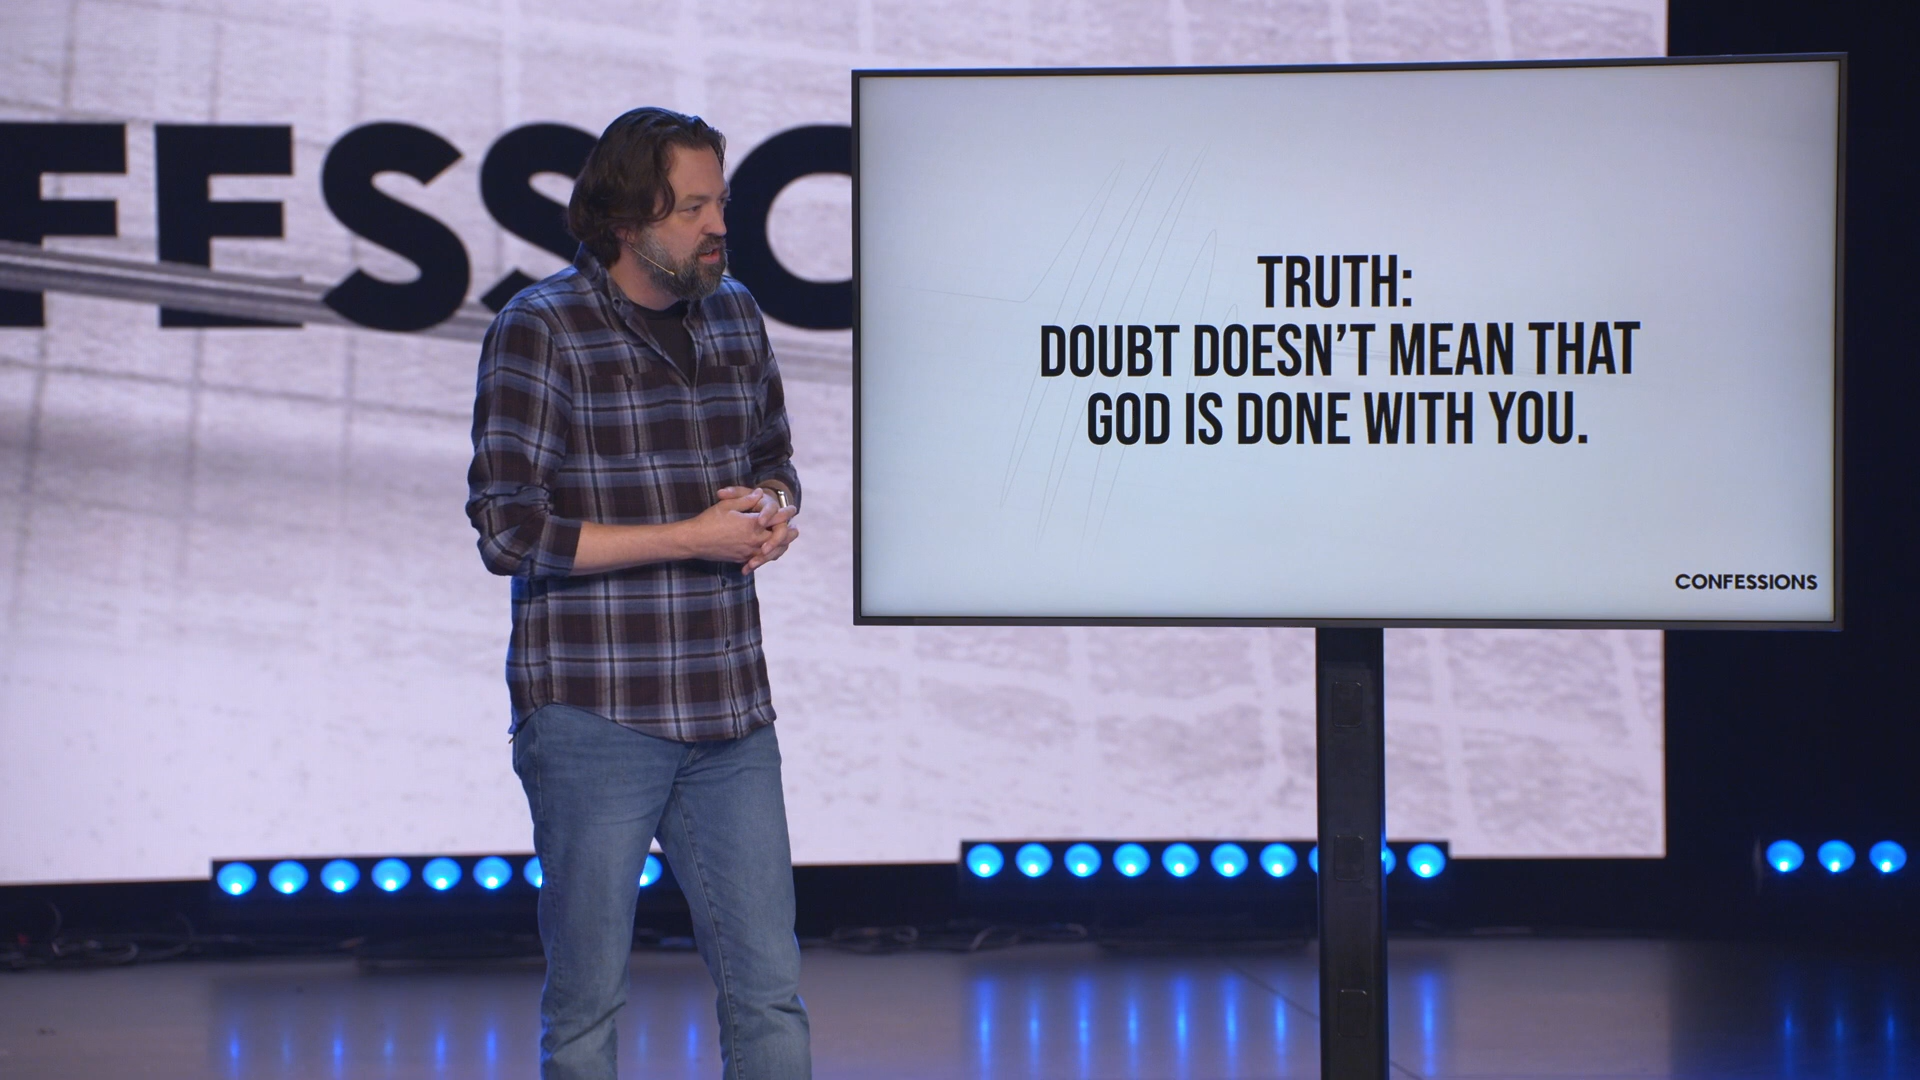 FESSO
TRUTH:
DOUBT DOESN'T MEAN THAT
GOD IS DONE WITH YOU.
CONFESSIONS